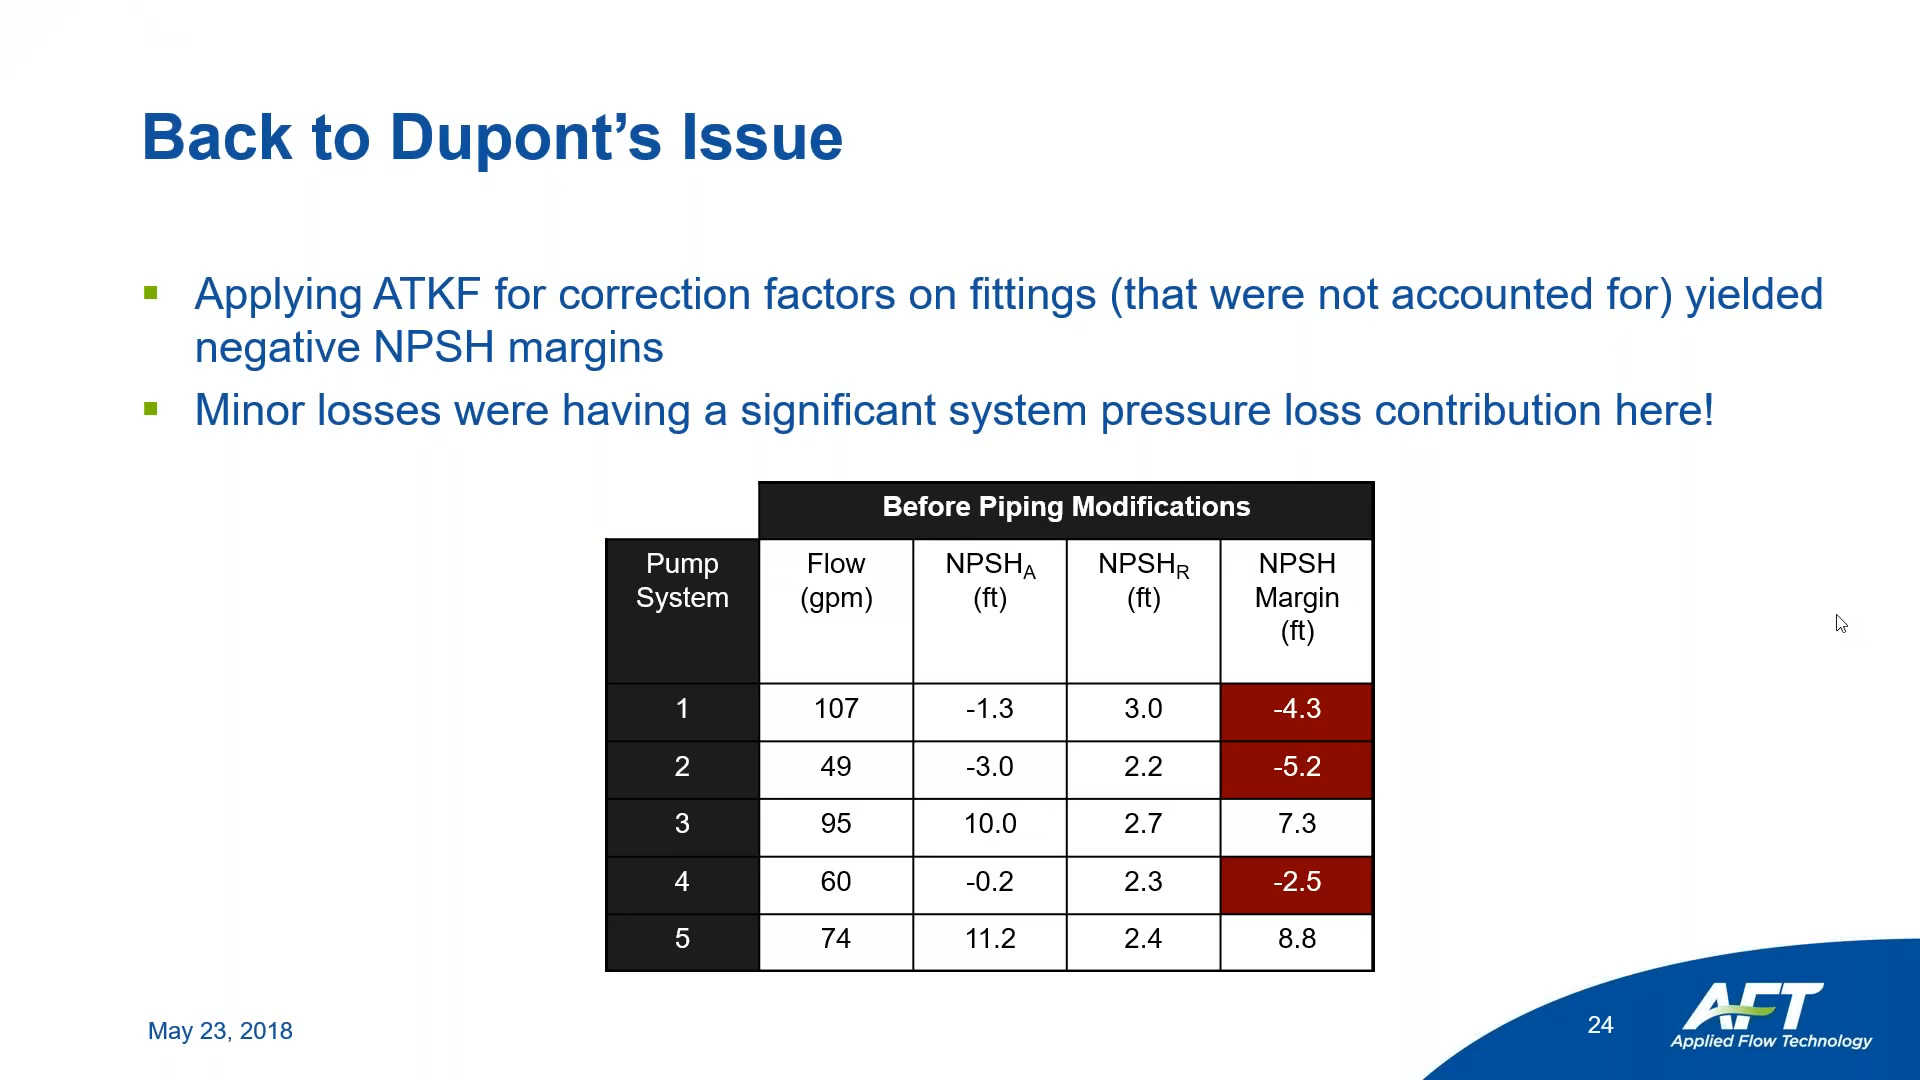 Back to Dupont’s Issue
▪ Applying ATKF for correction factors on fittings (that were not accounted for) yielded
negative NPSH margins
▪ Minor losses were having a significant system pressure loss contribution here!
Before Piping Modifications
Pump System | Flow (gpm) | NPSHA (ft) | NPSHR (ft) | NPSH Margin (ft)
1 | 107 | -1.3 | 3.0 | -4.3
2 | 49 | -3.0 | 2.2 | -5.2
3 | 95 | 10.0 | 2.7 | 7.3
4 | 60 | -0.2 | 2.3 | -2.5
5 | 74 | 11.2 | 2.4 | 8.8
May 23, 2018
24
AFT
Applied Flow Technology